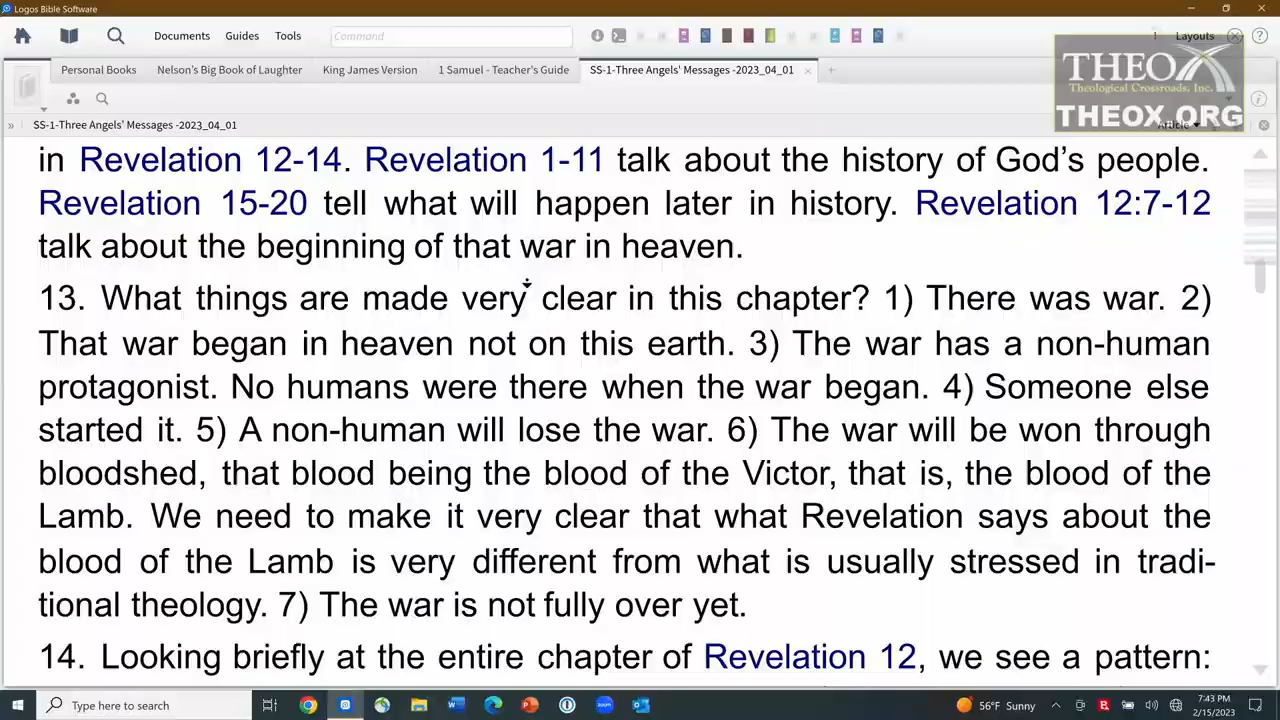 Logos Bible Software
Documents Guides Tools Command Layouts
Personal Books Nelson's Big Book of Laughter King James Version 1 Samuel - Teacher's Guide SS-1-Three Angels' Messages -2023_04_01
THEOX
Theological Crossroads, Inc.
THEOX.ORG
» SS-1-Three Angels' Messages -2023_04_01 Article
in Revelation 12-14. Revelation 1-11 talk about the history of God's people.
Revelation 15-20 tell what will happen later in history. Revelation 12:7-12
talk about the beginning of that war in heaven.
13. What things are made very clear in this chapter? 1) There was war. 2)
That war began in heaven not on this earth. 3) The war has a non-human
protagonist. No humans were there when the war began. 4) Someone else
started it. 5) A non-human will lose the war. 6) The war will be won through
bloodshed, that blood being the blood of the Victor, that is, the blood of the
Lamb. We need to make it very clear that what Revelation says about the
blood of the Lamb is very different from what is usually stressed in tradi-
tional theology. 7) The war is not fully over yet.
14. Looking briefly at the entire chapter of Revelation 12, we see a pattern:
Type here to search
56°F Sunny
7:43 PM
2/15/2023